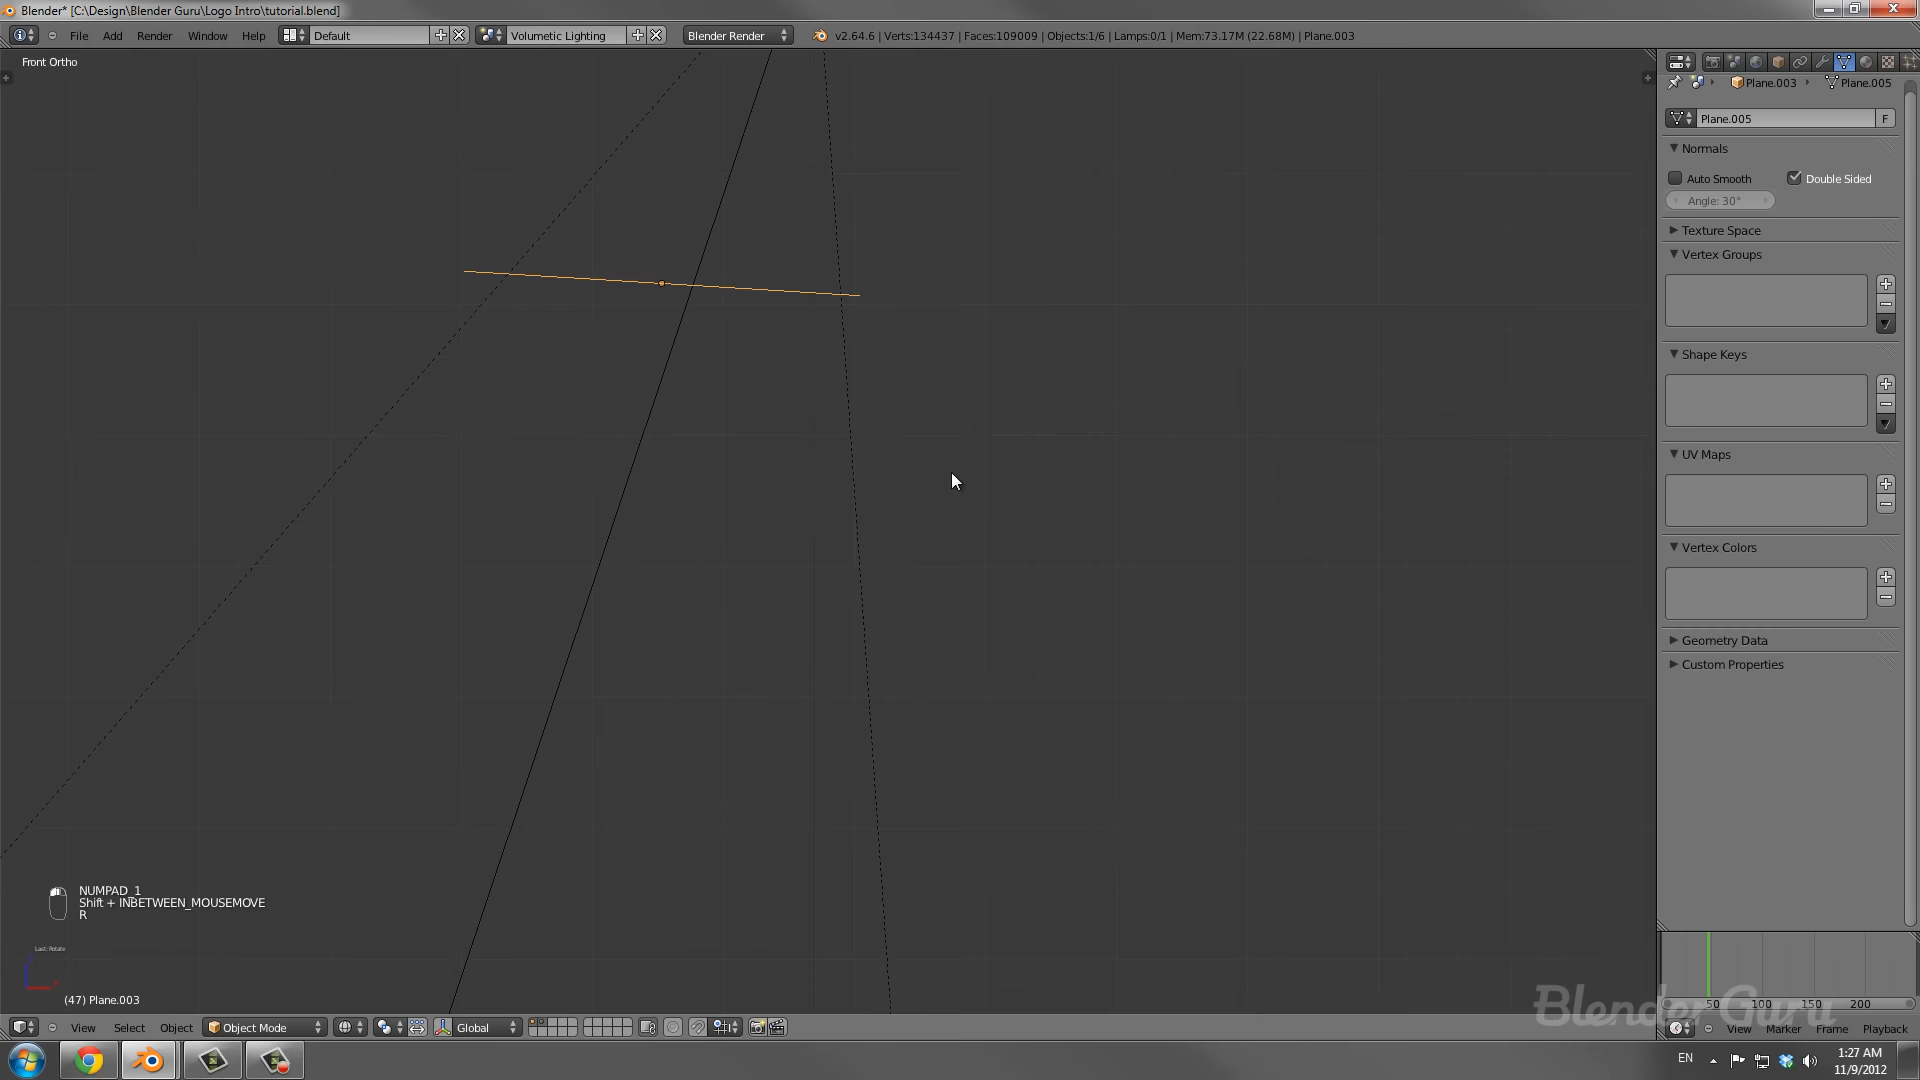 Blender* [C:\Design\Blender Guru\Logo Intro\tutorial.blend]
File Add Render Window Help Default Volumetic Lighting Blender Render v2.64.6 | Verts:134437 | Faces:109009 | Objects:1/6 | Lamps:0/1 | Mem:73.17M (22.68M) | Plane.003
Front Ortho
Plane.003 Plane.005
Plane.005 F
Normals
Auto Smooth Double Sided
Angle: 30°
Texture Space
Vertex Groups
Shape Keys
UV Maps
Vertex Colors
Geometry Data
Custom Properties
NUMPAD_1
Shift + INBETWEEN_MOUSEMOVE
R
Last: Rotate
(47) Plane.003
50 100 150 200
Blender Guru
View Select Object Object Mode Global
View Marker Frame Playback
EN
1:27 AM
11/9/2012